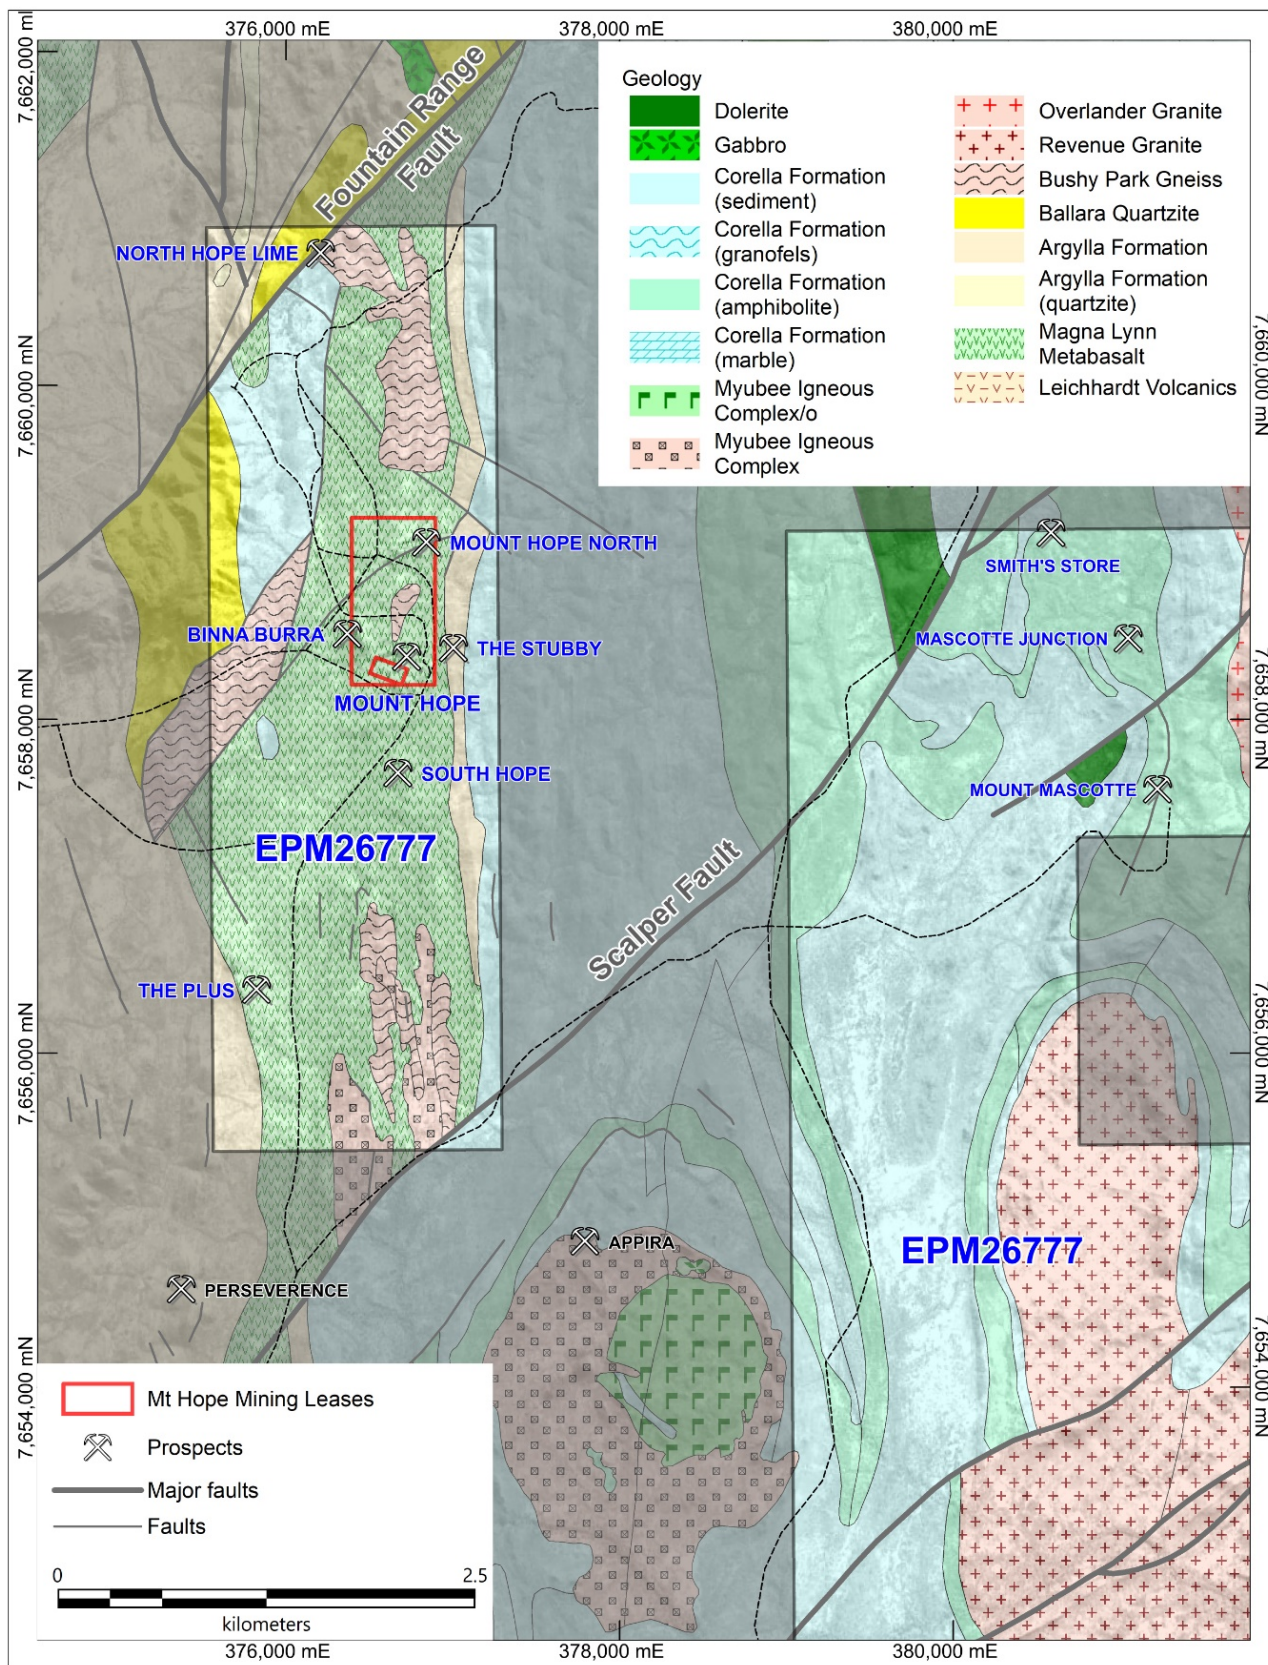 376,000 mE
378,000 mE
380,000 mE
7,662,000 ml
Fountain Range
Fault
Geology
Dolerite
Gabbro
Corella Formation
(sediment)
Corella Formation
(granofels)
Corella Formation
(amphibolite)
Corella Formation
(marble)
Myubee Igneous
Complex/o
Myubee Igneous
Complex
Overlander Granite
Revenue Granite
Bushy Park Gneiss
Ballara Quartzite
Argylla Formation
Argylla Formation
(quartzite)
Magna Lynn
Metabasalt
Leichhardt Volcanics
NORTH HOPE LIME
7,660,000 mN
7,660,000 mN
MOUNT HOPE NORTH
SMITH'S STORE
BINNA BURRA
THE STUBBY
MASCOTTE JUNCTION
MOUNT HOPE
7,658,000 mN
7,658,000 mN
SOUTH HOPE
MOUNT MASCOTTE
EPM26777
Scalper Fault
THE PLUS
7,656,000 mN
7,656,000 mN
APPIRA
EPM26777
PERSEVERENCE
7,654,000 mN
7,654,000 mN
Mt Hope Mining Leases
Prospects
Major faults
Faults
0
2.5
kilometers
376,000 mE
378,000 mE
380,000 mE